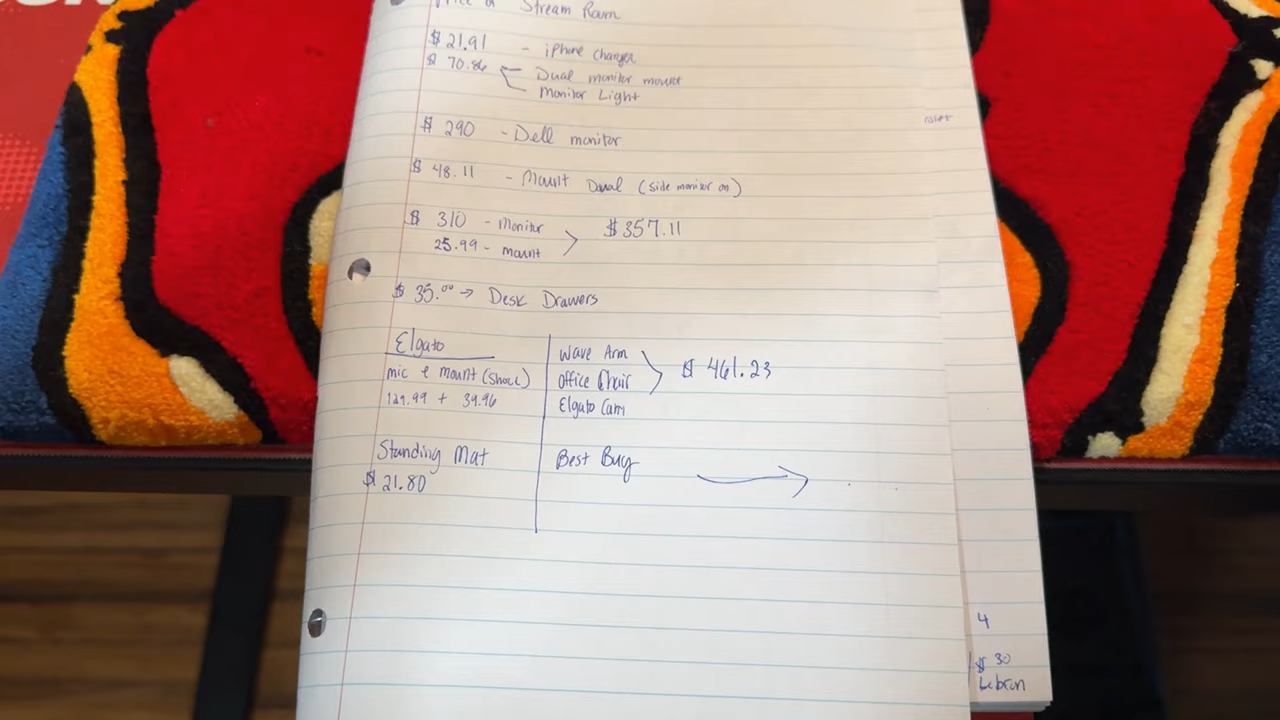 Price of Stream Room
$ 21.91 - iPhone Charger
$ 70.86 Dual monitor mount
Monitor Light
$ 290 - Dell monitor
$ 48.11 - Mount Dual (side monitor on)
$ 310 - Monitor $357.11
25.99 - mount
$ 35.00 → Desk Drawers
Elgato
mic & mount (Shock)
129.99 + 39.96
Standing Mat
$ 21.80
Wave Arm
Office Chair $ 461.23
Elgato Cam
Best Buy →
4
$ 30
Lebron